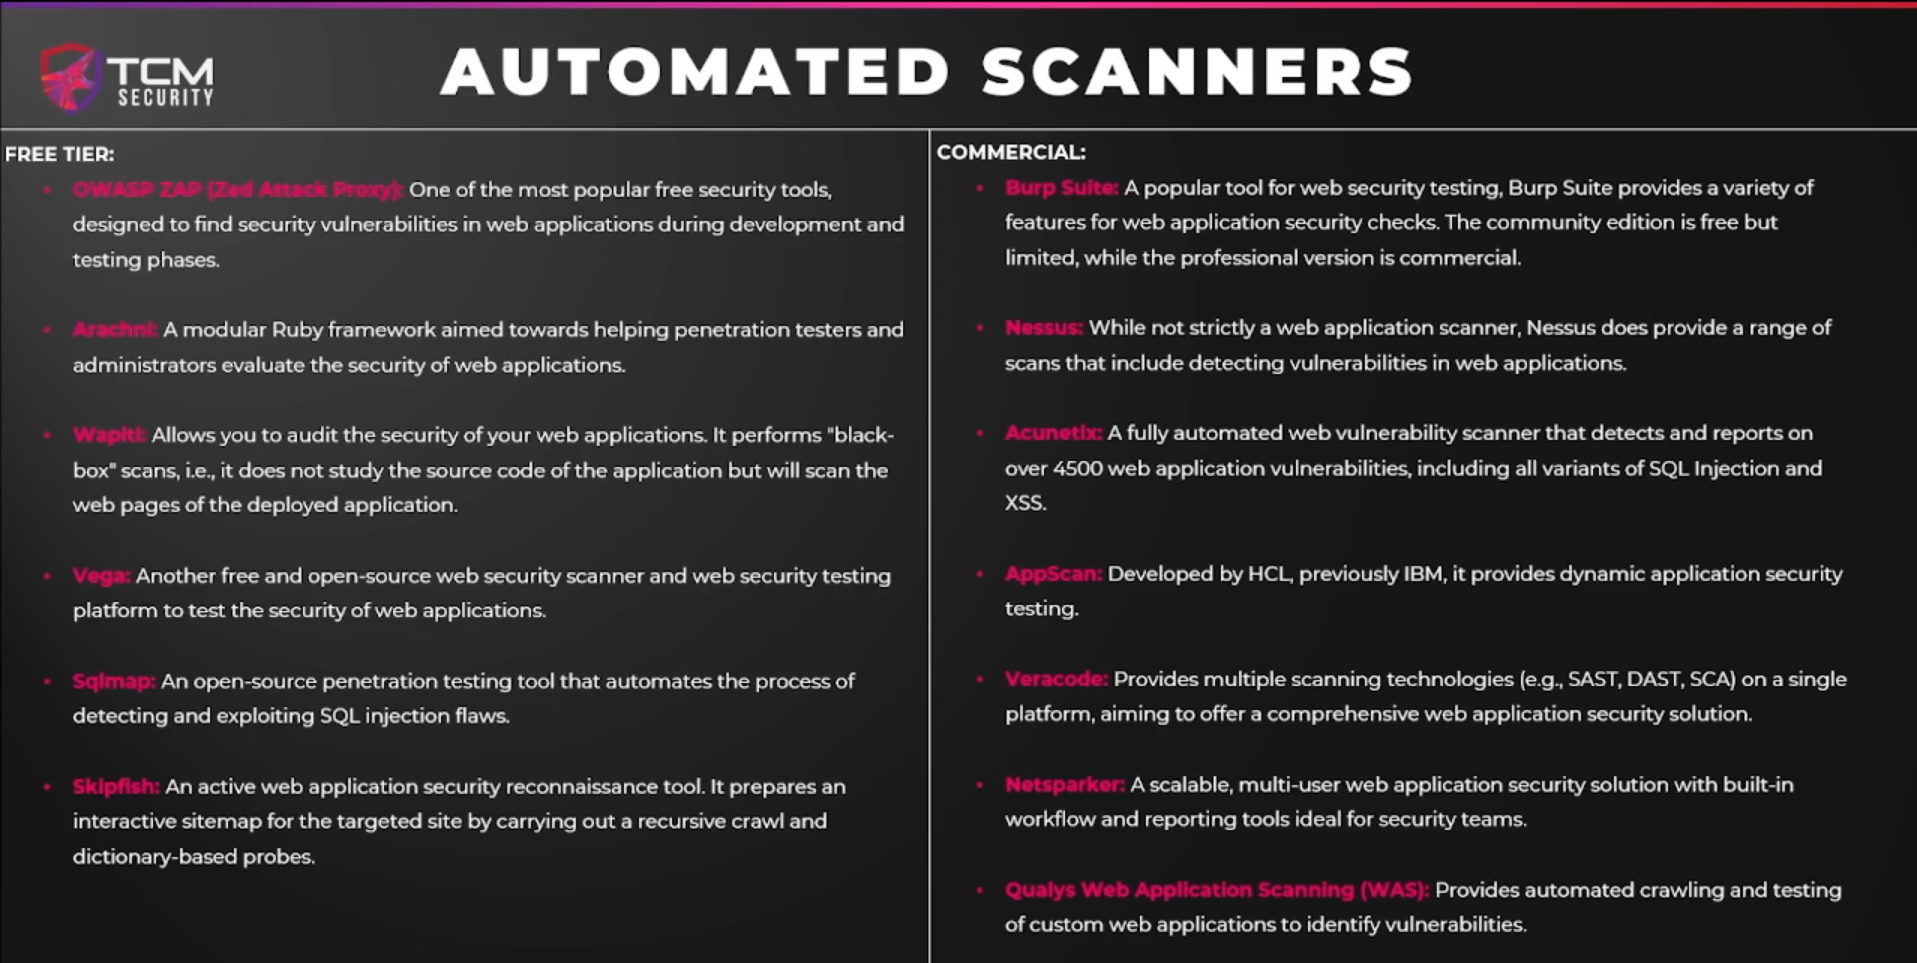 TCM
SECURITY
AUTOMATED SCANNERS
FREE TIER:
• OWASP ZAP (Zed Attack Proxy): One of the most popular free security tools,
designed to find security vulnerabilities in web applications during development and
testing phases.
• Arachni: A modular Ruby framework aimed towards helping penetration testers and
administrators evaluate the security of web applications.
• Wapiti: Allows you to audit the security of your web applications. It performs "black-
box" scans, i.e., it does not study the source code of the application but will scan the
web pages of the deployed application.
• Vega: Another free and open-source web security scanner and web security testing
platform to test the security of web applications.
• Sqlmap: An open-source penetration testing tool that automates the process of
detecting and exploiting SQL injection flaws.
• Skipfish: An active web application security reconnaissance tool. It prepares an
interactive sitemap for the targeted site by carrying out a recursive crawl and
dictionary-based probes.
COMMERCIAL:
• Burp Suite: A popular tool for web security testing, Burp Suite provides a variety of
features for web application security checks. The community edition is free but
limited, while the professional version is commercial.
• Nessus: While not strictly a web application scanner, Nessus does provide a range of
scans that include detecting vulnerabilities in web applications.
• Acunetix: A fully automated web vulnerability scanner that detects and reports on
over 4500 web application vulnerabilities, including all variants of SQL Injection and
XSS.
• AppScan: Developed by HCL, previously IBM, it provides dynamic application security
testing.
• Veracode: Provides multiple scanning technologies (e.g., SAST, DAST, SCA) on a single
platform, aiming to offer a comprehensive web application security solution.
• Netsparker: A scalable, multi-user web application security solution with built-in
workflow and reporting tools ideal for security teams.
• Qualys Web Application Scanning (WAS): Provides automated crawling and testing
of custom web applications to identify vulnerabilities.